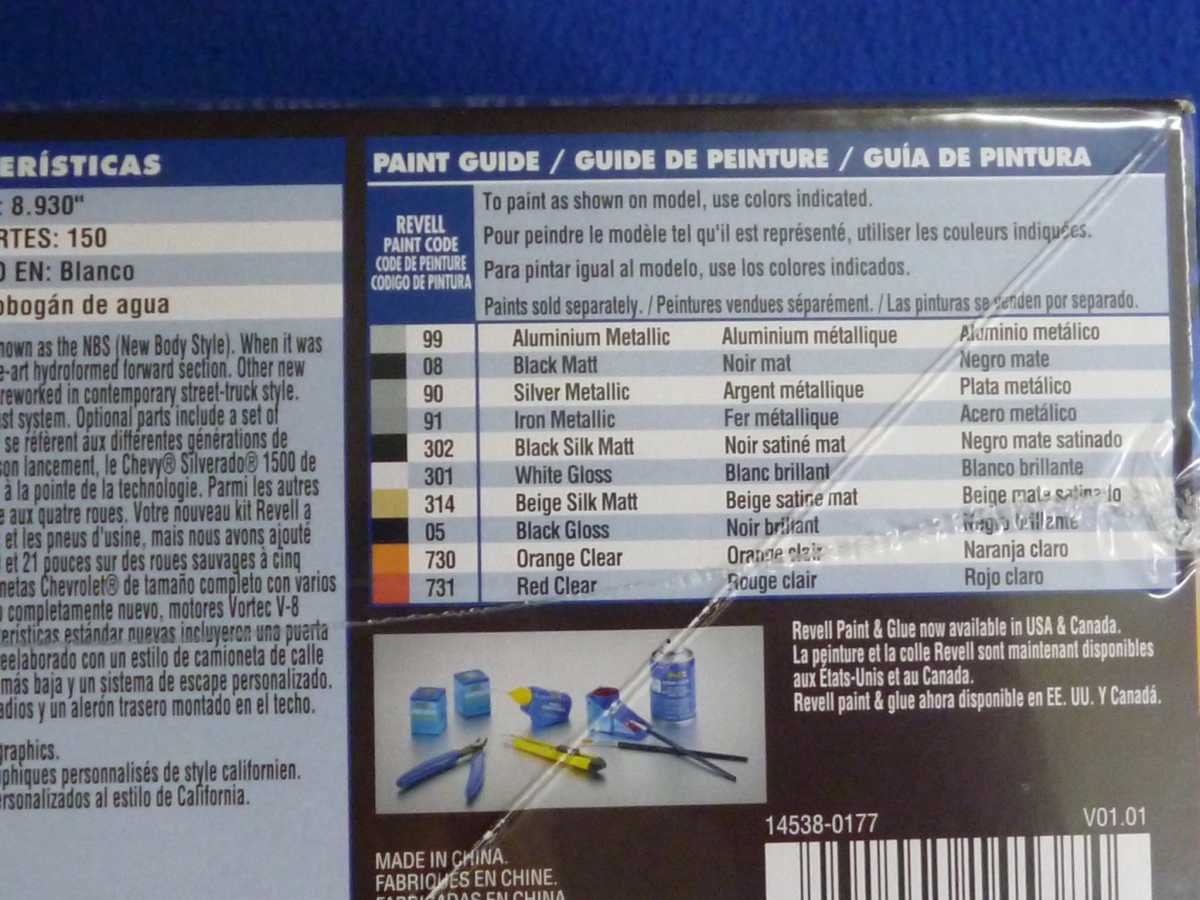 ERÍSTICAS
: 8.930"
RTES: 150
O EN: Blanco
obogán de agua
nown as the NBS (New Body Style). When it was
e-art hydroformed forward section. Other new
reworked in contemporary street-truck style.
ust system. Optional parts include a set of
se réfèrent aux différentes générations de
son lancement, le Chevy® Silverado® 1500 de
à la pointe de la technologie. Parmi les autres
e aux quatre roues. Votre nouveau kit Revell a
et les pneus d'usine, mais nous avons ajouté
et 21 pouces sur des roues sauvages à cinq
netas Chevrolet® de tamaño completo con varios
o completamente nuevo, motores Vortec V-8
terísticas estándar nuevas incluyeron una puerta
eelaborado con un estilo de camioneta de calle
más baja y un sistema de escape personalizado.
adios y un alerón trasero montado en el techo.
graphics.
phiques personnalisés de style californien.
ersonalizados al estilo de California.
PAINT GUIDE / GUIDE DE PEINTURE / GUÍA DE PINTURA
REVELL
PAINT CODE
CODE DE PEINTURE
CODIGO DE PINTURA
To paint as shown on model, use colors indicated.
Pour peindre le modèle tel qu'il est représenté, utiliser les couleurs indiquées.
Para pintar igual al modelo, use los colores indicados.
Paints sold separately. / Peintures vendues séparément. / Las pinturas se venden por separado.
99 Aluminium Metallic Aluminium métallique Aluminio metálico
08 Black Matt Noir mat Negro mate
90 Silver Metallic Argent métallique Plata metálico
91 Iron Metallic Fer métallique Acero metálico
302 Black Silk Matt Noir satiné mat Negro mate satinado
301 White Gloss Blanc brillant Blanco brillante
314 Beige Silk Matt Beige satine mat Beige mate satinado
05 Black Gloss Noir brillant Negro brillante
730 Orange Clear Orange clair Naranja claro
731 Red Clear Rouge clair Rojo claro
Revell Paint & Glue now available in USA & Canada.
La peinture et la colle Revell sont maintenant disponibles
aux États-Unis et au Canada.
Revell paint & glue ahora disponible en EE. UU. Y Canadá.
14538-0177 V01.01
MADE IN CHINA.
FABRIQUÉS EN CHINE.
FABRICADAS EN CHINA